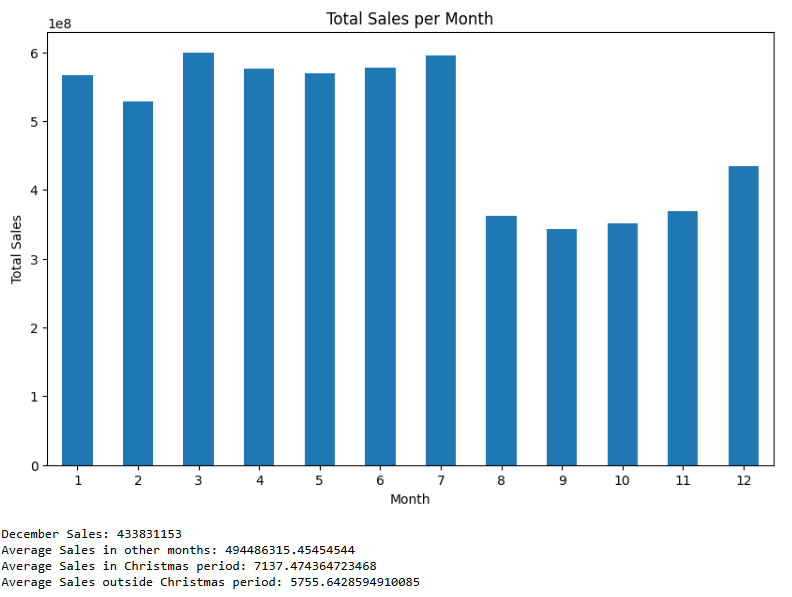 Total Sales per Month
1e8
6
5
4
3
2
1
0
Total Sales
1 2 3 4 5 6 7 8 9 10 11 12
Month
December Sales: 433831153
Average Sales in other months: 494486315.45454544
Average Sales in Christmas period: 7137.474364723468
Average Sales outside Christmas period: 5755.6428594910085